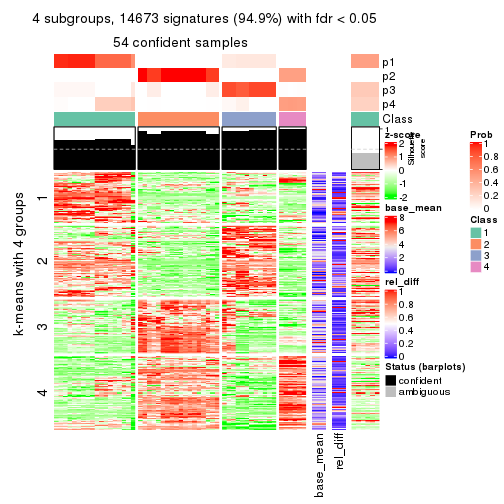 4 subgroups, 14673 signatures (94.9%) with fdr < 0.05
54 confident samples
p1
p2
p3
p4
Class
1
Silhouette
score
k-means with 4 groups
1
2
3
4
base_mean
rel_diff
z-score
2
1
0
-1
-2
base_mean
8
6
4
2
0
rel_diff
1
0.8
0.6
0.4
0.2
0
Status (barplots)
confident
ambiguous
Prob
1
0.8
0.6
0.4
0.2
0
Class
1
2
3
4